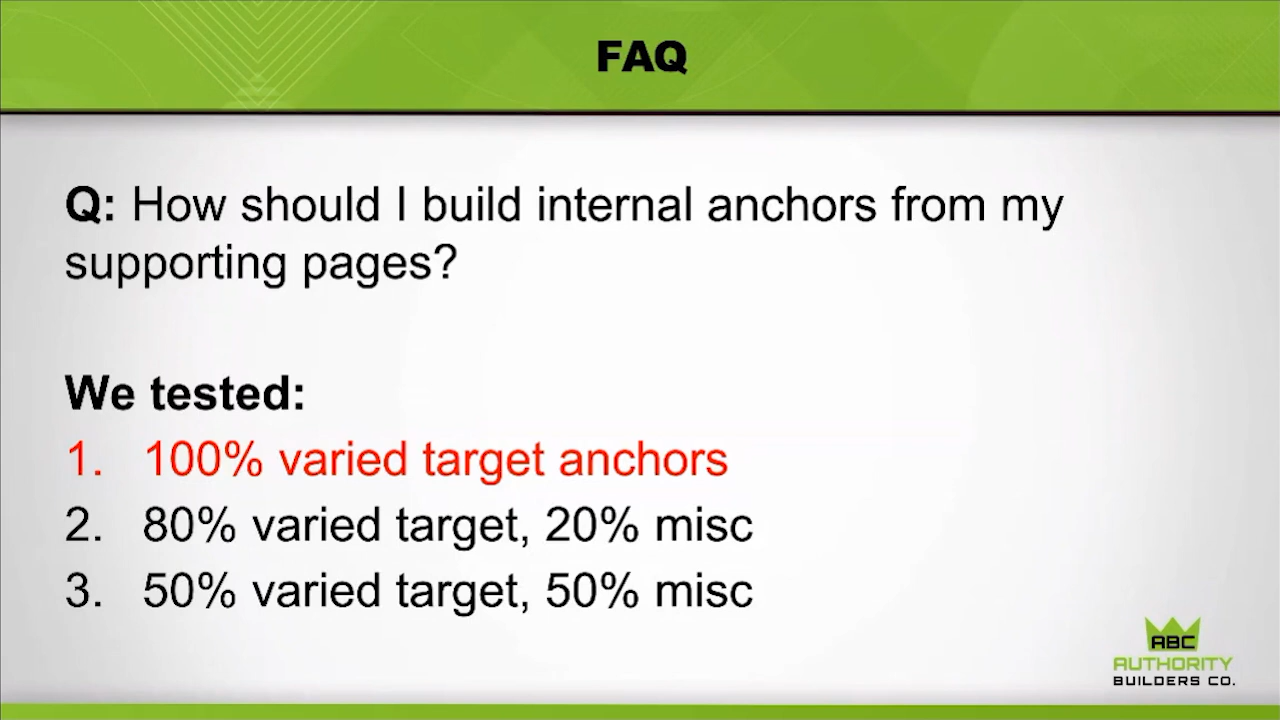 FAQ
Q: How should I build internal anchors from my
supporting pages?
We tested:
1. 100% varied target anchors
2. 80% varied target, 20% misc
3. 50% varied target, 50% misc
ABC
AUTHORITY
BUILDERS CO.